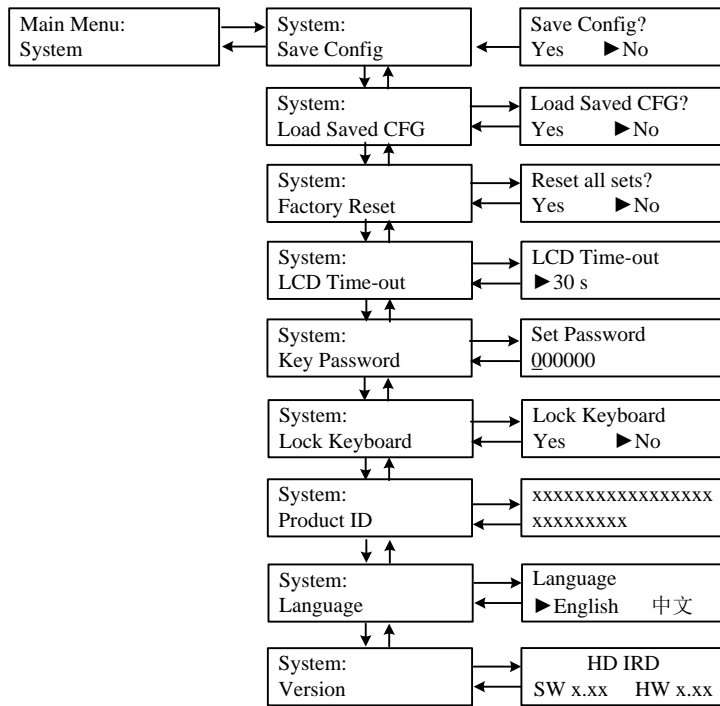 Main Menu:
System
System:
Save Config
Save Config?
Yes ►No
System:
Load Saved CFG
Load Saved CFG?
Yes ►No
System:
Factory Reset
Reset all sets?
Yes ►No
System:
LCD Time-out
LCD Time-out
►30 s
System:
Key Password
Set Password
000000
System:
Lock Keyboard
Lock Keyboard
Yes ►No
System:
Product ID
xxxxxxxxxxxxxxxxx
xxxxxxxxx
System:
Language
Language
►English 中文
System:
Version
HD IRD
SW x.xx HW x.xx